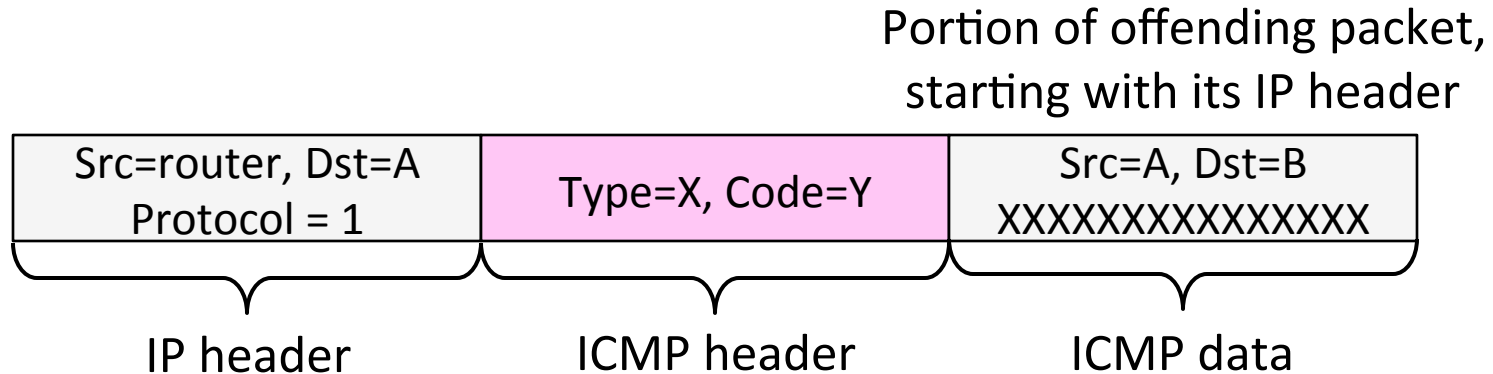 Portion of offending packet,
starting with its IP header
Src=router, Dst=A
Protocol = 1
Type=X, Code=Y
Src=A, Dst=B
XXXXXXXXXXXXXXX
IP header
ICMP header
ICMP data